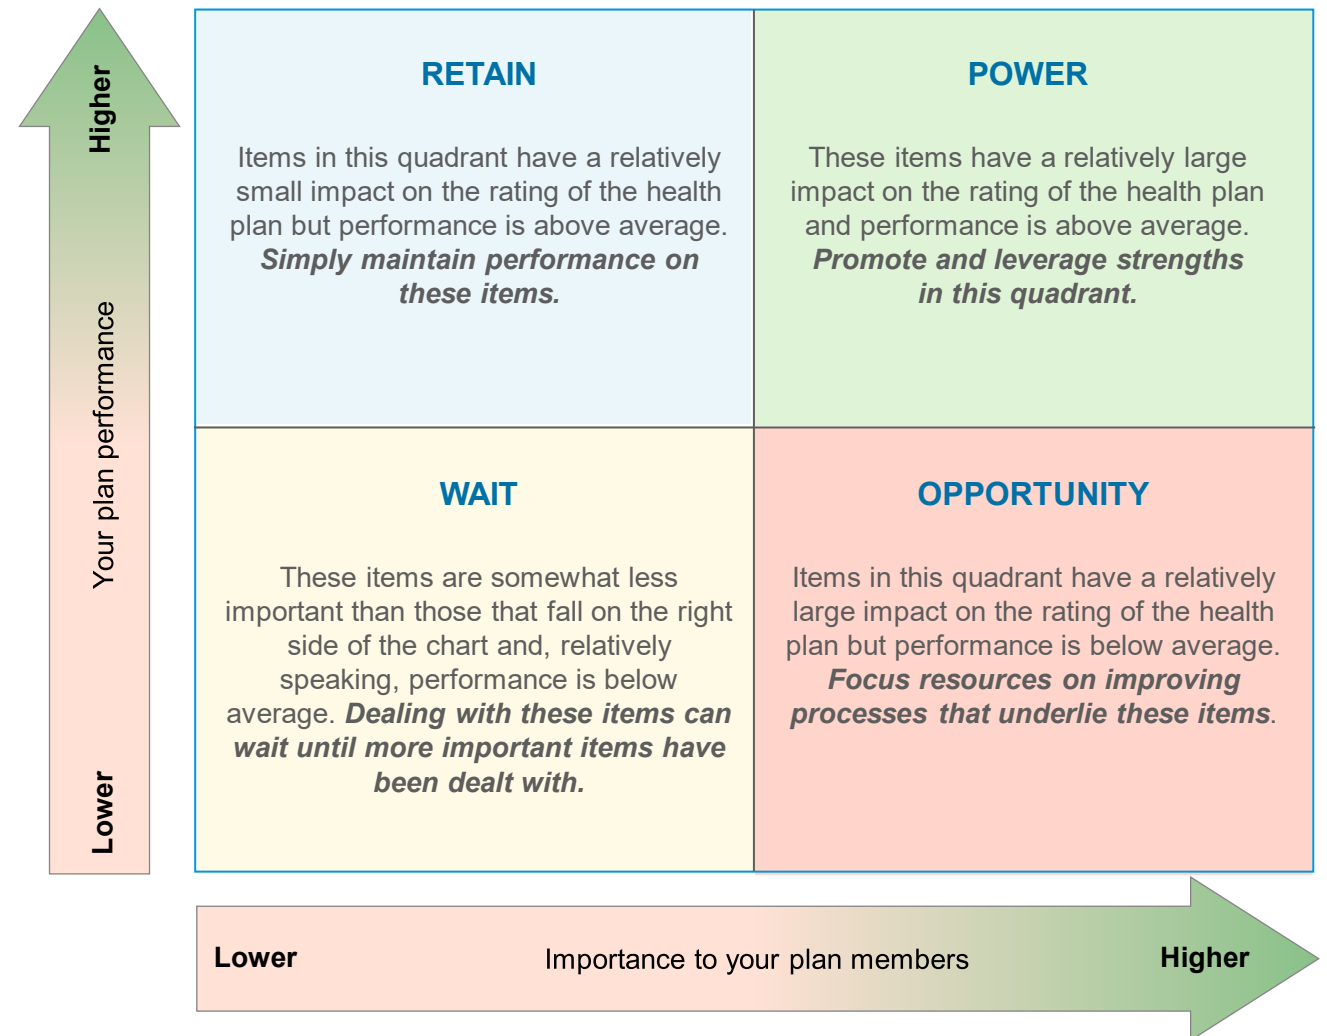 RETAIN
Items in this quadrant have a relatively
small impact on the rating of the health
plan but performance is above average.
Simply maintain performance on
these items.
POWER
These items have a relatively large
impact on the rating of the health plan
and performance is above average.
Promote and leverage strengths
in this quadrant.
WAIT
These items are somewhat less
important than those that fall on the right
side of the chart and, relatively
speaking, performance is below
average. Dealing with these items can
wait until more important items have
been dealt with.
OPPORTUNITY
Items in this quadrant have a relatively
large impact on the rating of the health
plan but performance is below average.
Focus resources on improving
processes that underlie these items.
Higher
Your plan performance
Lower
Lower
Importance to your plan members
Higher